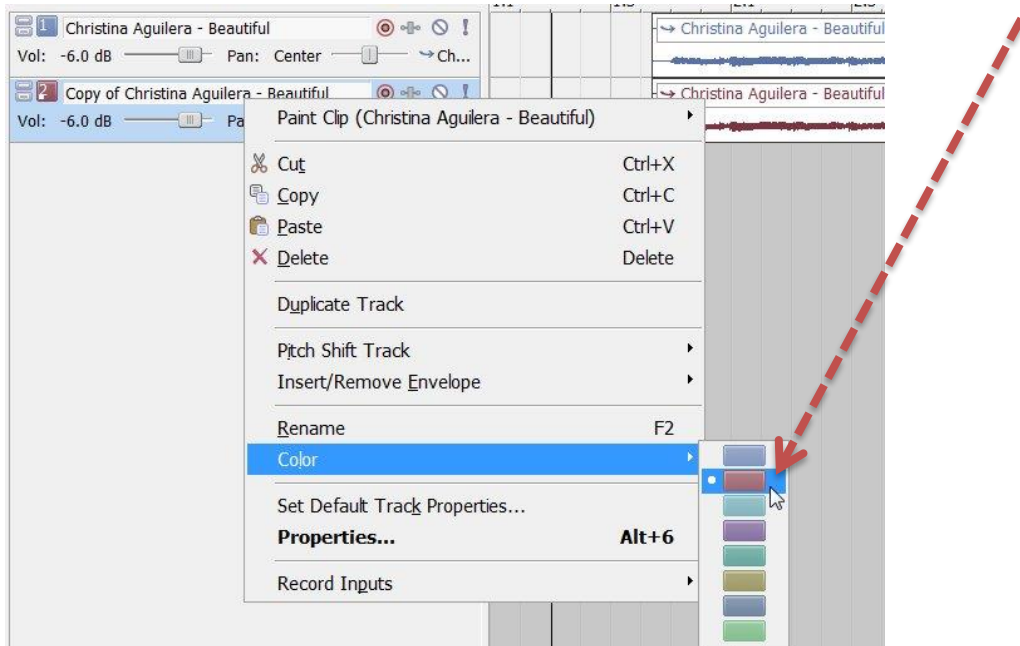 1 Christina Aguilera - Beautiful
Christina Aguilera - Beautiful
Vol: -6.0 dB Pan: Center Ch...
2 Copy of Christina Aguilera - Beautiful
Christina Aguilera - Beautiful
Vol: -6.0 dB Pa
Paint Clip (Christina Aguilera - Beautiful)
Cut Ctrl+X
Copy Ctrl+C
Paste Ctrl+V
Delete Delete
Duplicate Track
Pitch Shift Track
Insert/Remove Envelope
Rename F2
Color
Set Default Track Properties...
Properties... Alt+6
Record Inputs